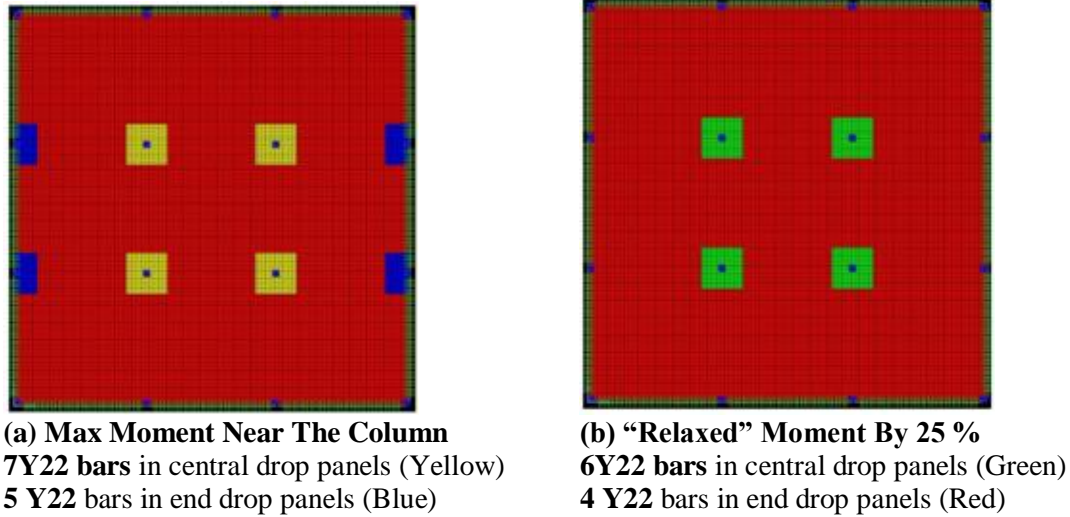 (a) Max Moment Near The Column
7Y22 bars in central drop panels (Yellow)
5 Y22 bars in end drop panels (Blue)
(b) “Relaxed” Moment By 25 %
6Y22 bars in central drop panels (Green)
4 Y22 bars in end drop panels (Red)